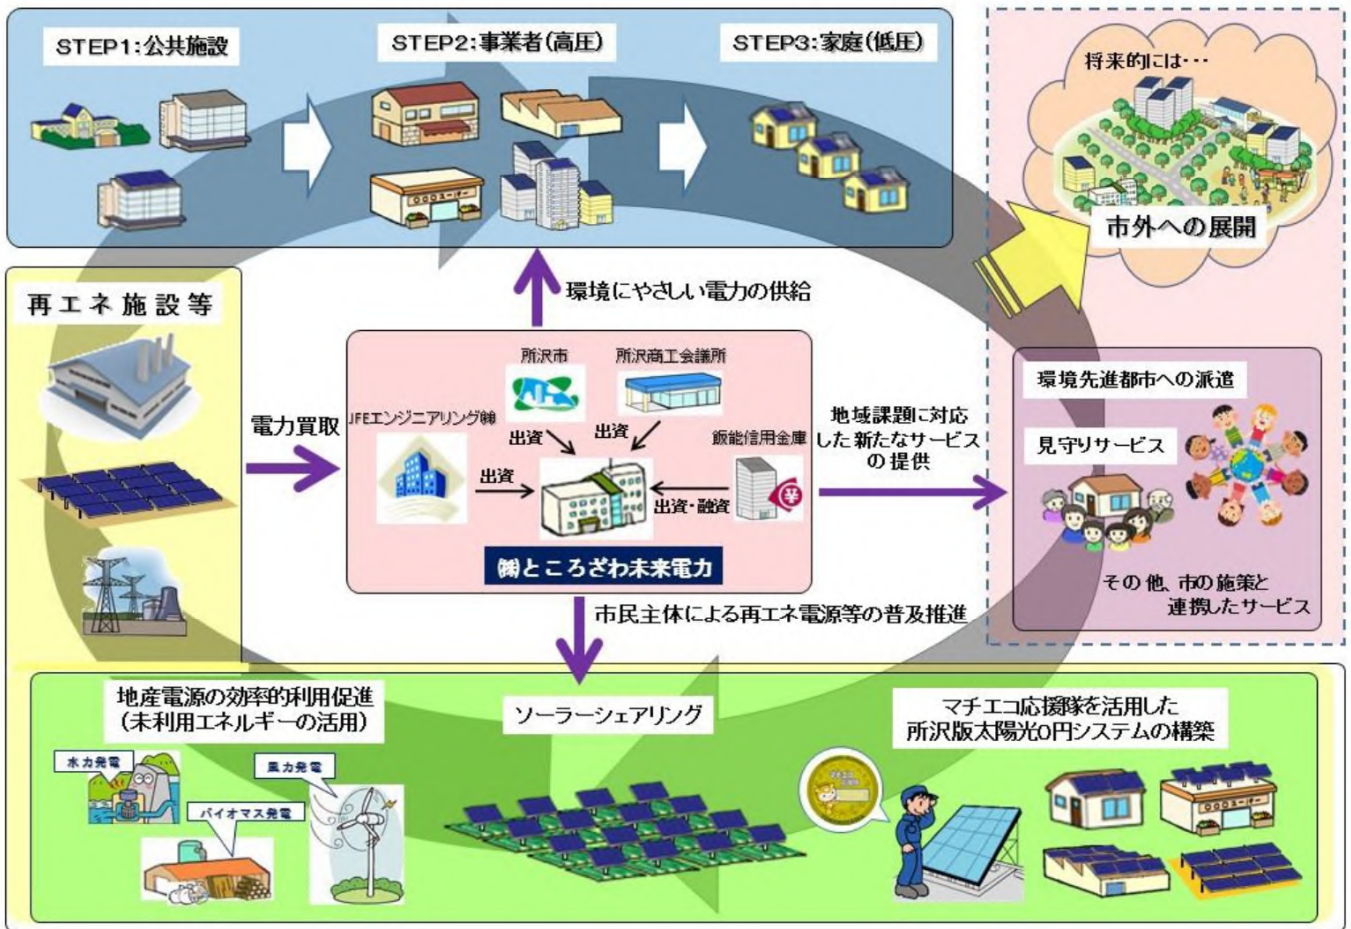 STEP1:公共施設
STEP2:事業者(高圧)
STEP3:家庭(低圧)
将来的には・・・
市外への展開
再エネ施設等
環境にやさしい電力の供給
電力買取
所沢市
所沢商工会議所
JFEエンジニアリング㈱
飯能信用金庫
出資
出資
出資
出資・融資
㈱ところざわ未来電力
地域課題に対応
した新たなサービス
の提供
環境先進都市への派遣
見守りサービス
その他、市の施策と
連携したサービス
市民主体による再エネ電源等の普及推進
地産電源の効率的利用促進
(未利用エネルギーの活用)
水力発電
風力発電
バイオマス発電
ソーラーシェアリング
マチエコ応援隊を活用した
所沢版太陽光0円システムの構築